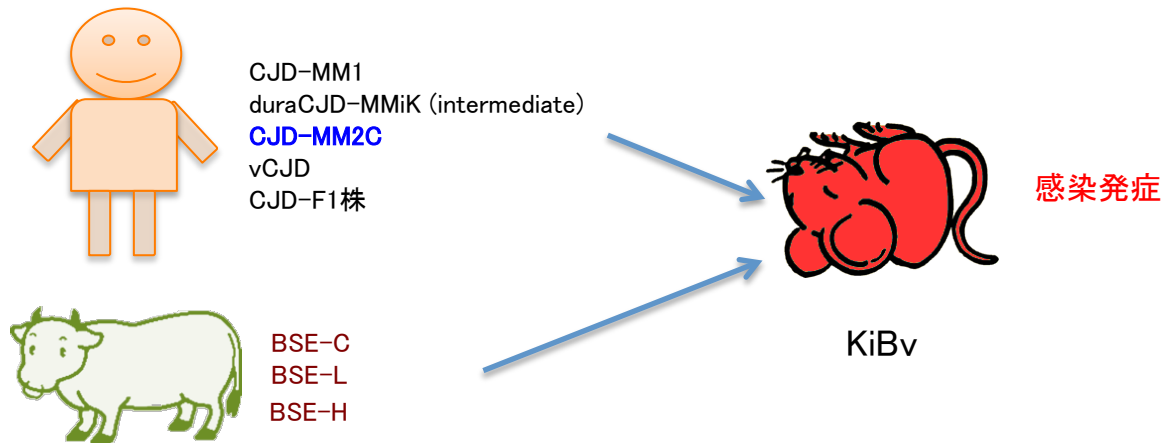 CJD-MM1
duraCJD-MMiK (intermediate)
CJD-MM2C
vCJD
CJD-F1株
感染発症
BSE-C
BSE-L
BSE-H
KiBv